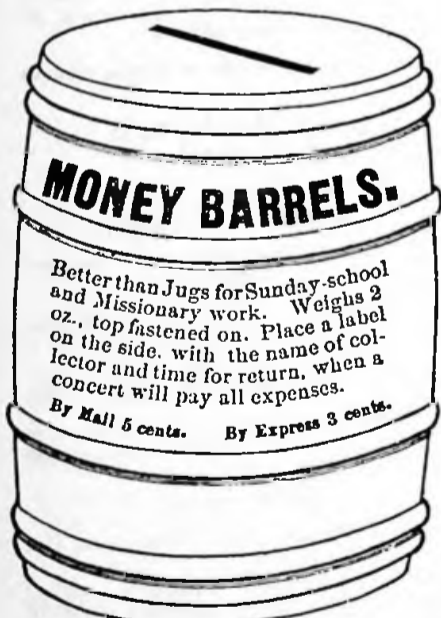 MONEY BARRELS.
Better than Jugs for Sunday-school
and Missionary work. Weighs 2
oz., top fastened on. Place a label
on the side. with the name of col-
lector and time for return, when a
concert will pay all expenses.
By Mail 5 cents. By Express 3 cents.